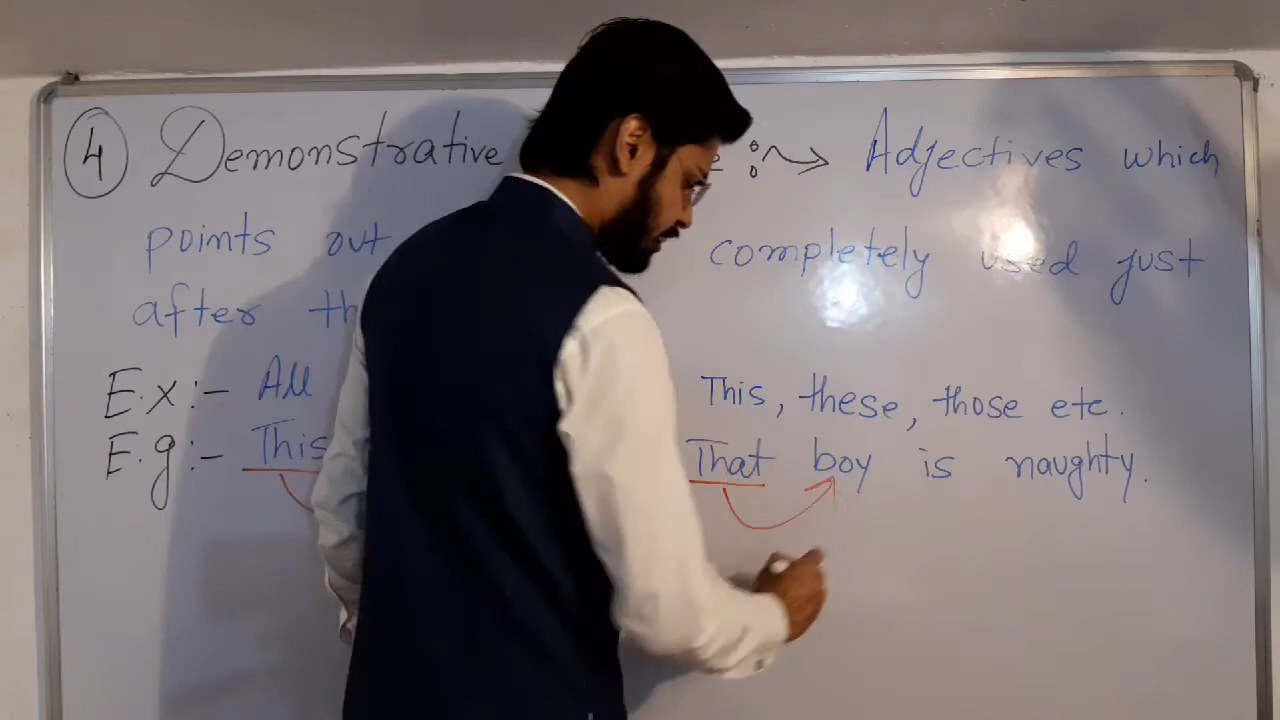 4 Demonstrative :→ Adjectives which
points out completely used just
after
Ex:- All This, these, those etc.
E.g:- This That boy is naughty.